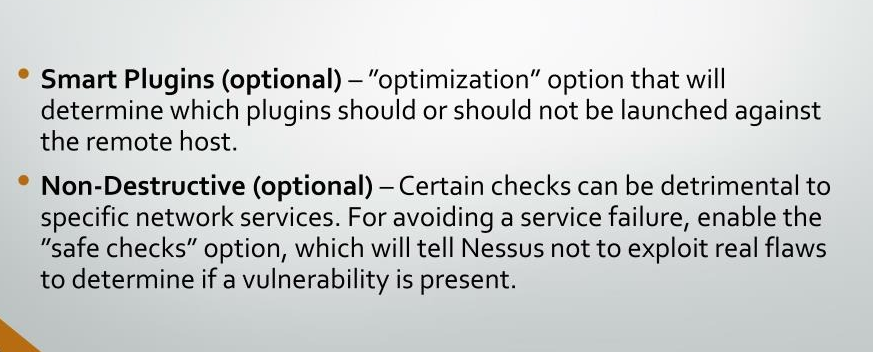 • Smart Plugins (optional) – "optimization" option that will
determine which plugins should or should not be launched against
the remote host.
• Non-Destructive (optional) – Certain checks can be detrimental to
specific network services. For avoiding a service failure, enable the
"safe checks" option, which will tell Nessus not to exploit real flaws
to determine if a vulnerability is present.